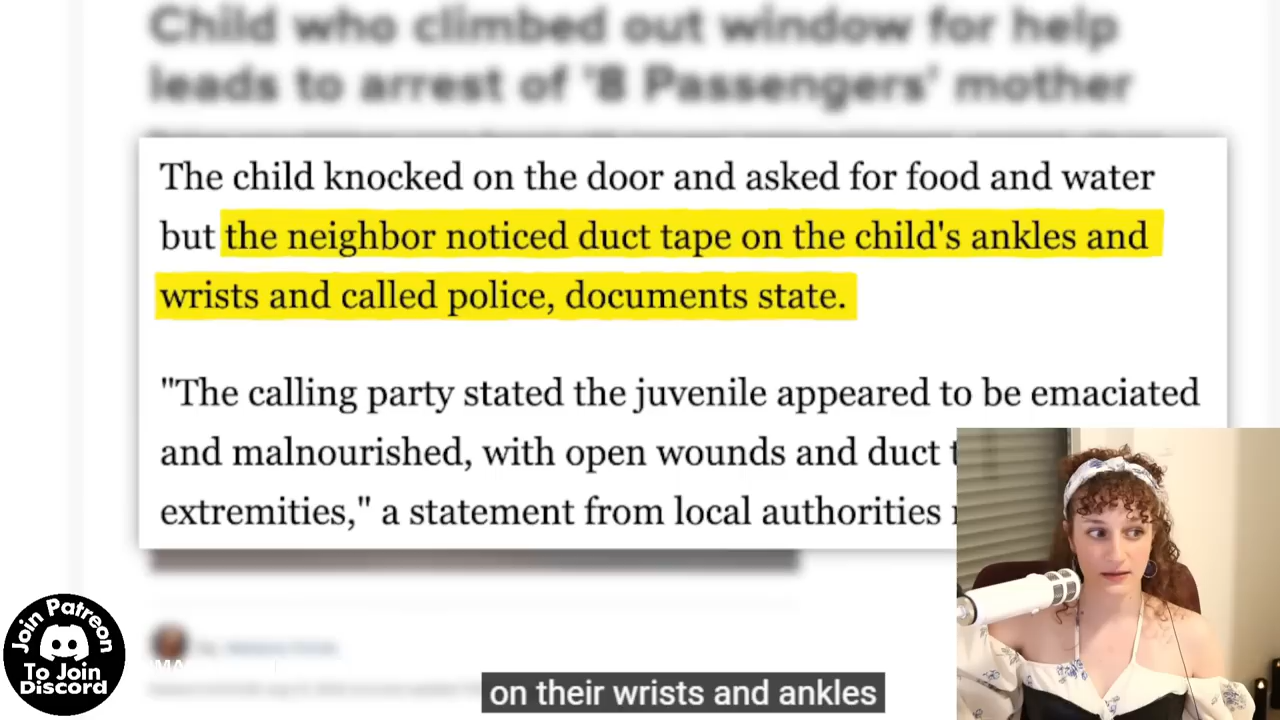 Child who climbed out window for help
leads to arrest of '8 Passengers' mother
The child knocked on the door and asked for food and water
but the neighbor noticed duct tape on the child's ankles and
wrists and called police, documents state.
"The calling party stated the juvenile appeared to be emaciated
and malnourished, with open wounds and duct
extremities," a statement from local authorities
Join Patreon
To Join
Discord
on their wrists and ankles